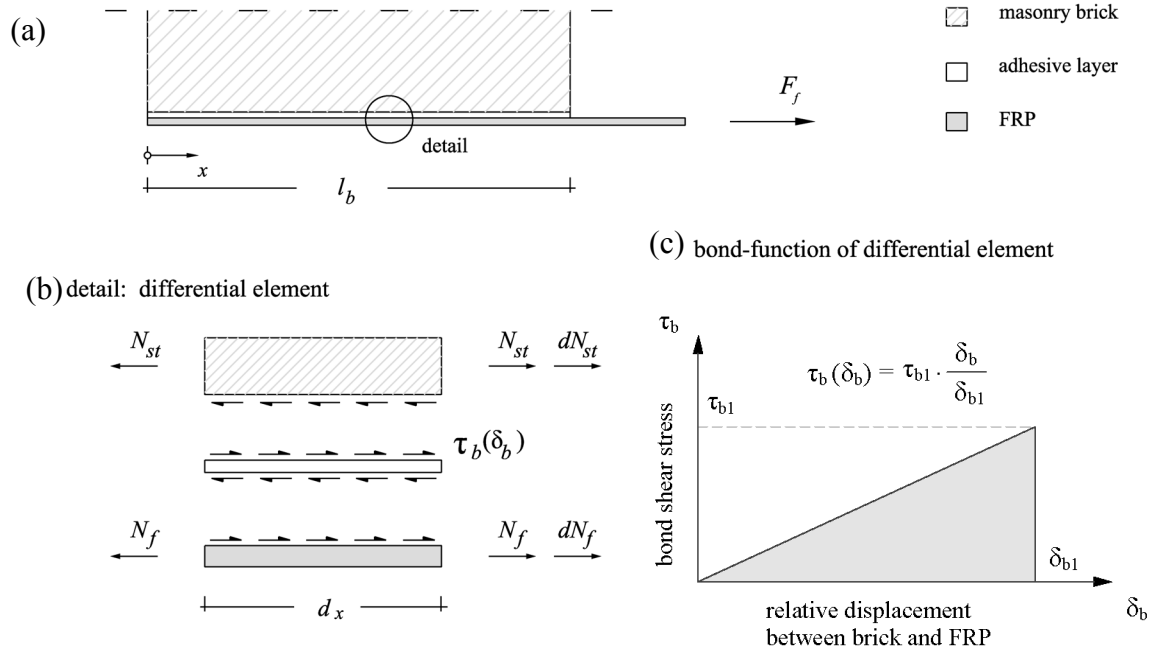 (a)
masonry brick
adhesive layer
FRP
F_f
detail
x
l_b
(b) detail: differential element
N_st N_st dN_st
τ_b(δ_b)
N_f N_f dN_f
dx
(c) bond-function of differential element
τ_b
τ_b (δ_b) = τ_b1 · δ_b / δ_b1
τ_b1
bond shear stress
δ_b1
δ_b
relative displacement
between brick and FRP